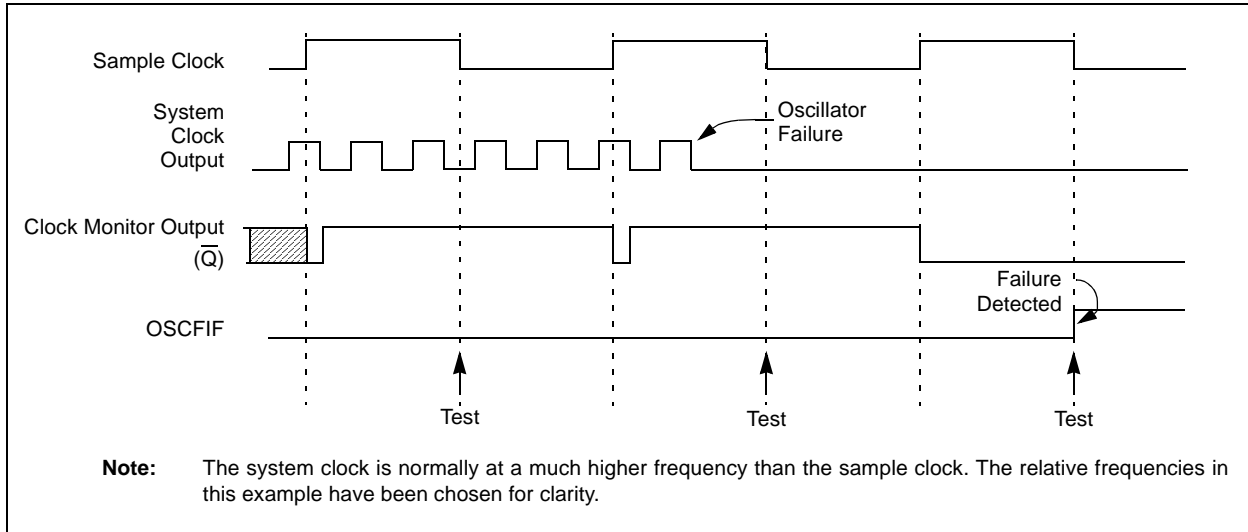 Sample Clock
System
Clock
Output
Oscillator
Failure
Clock Monitor Output
(Q̅)
Failure
Detected
OSCFIF
Test
Test
Test
Note: The system clock is normally at a much higher frequency than the sample clock. The relative frequencies in
this example have been chosen for clarity.